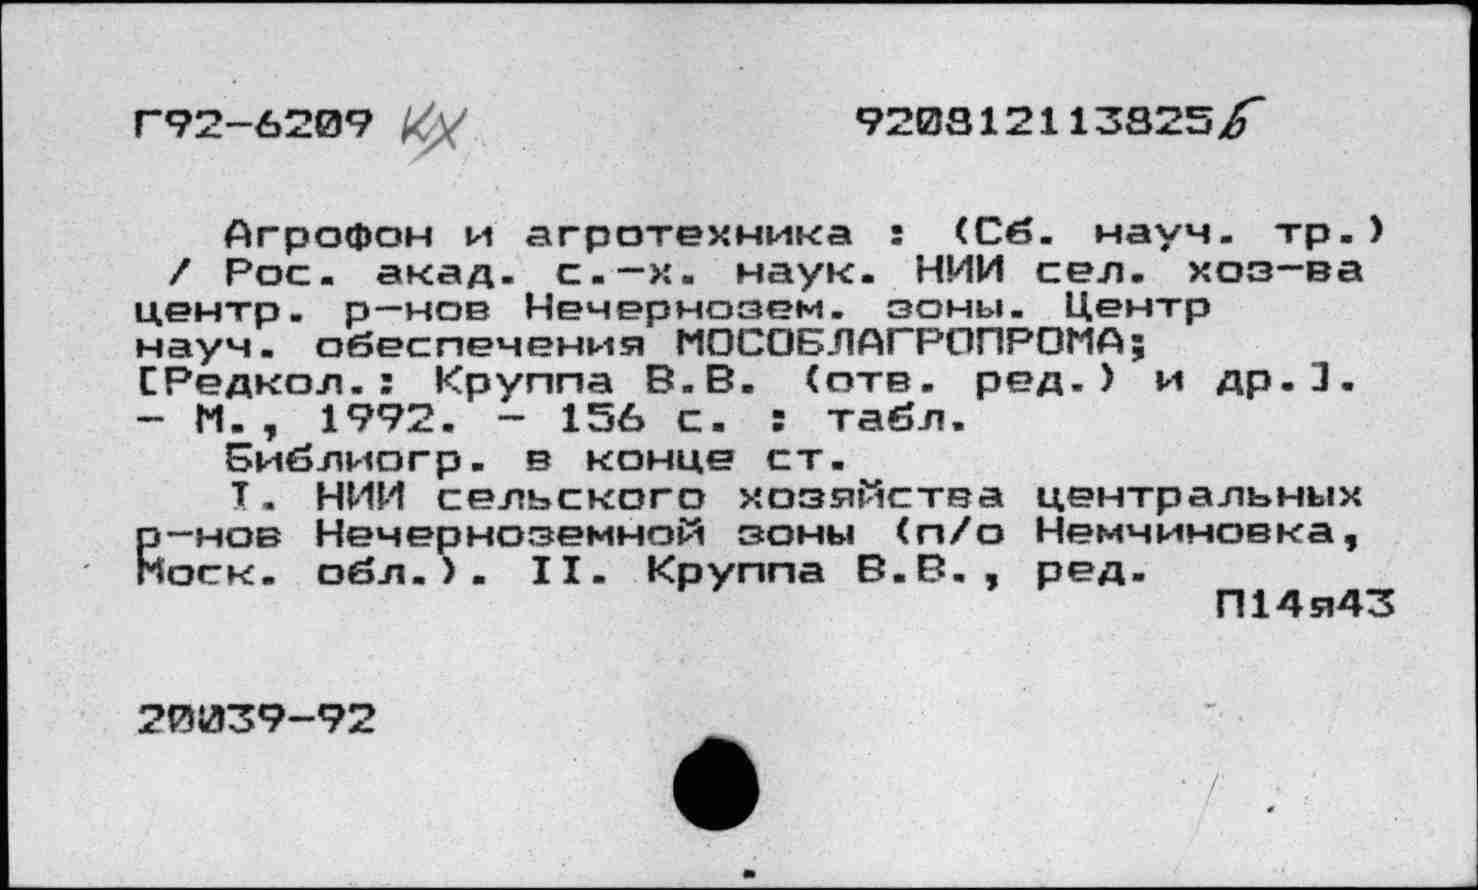 Г92-6209 КХ 920812113825Б
Агрофон и агротехника : (Сб. науч. тр.)
/ Рос. акад. с.-х. наук. НИИ сел. хоз-ва
центр. р-нов Нечернозем. зоны. Центр
науч. обеспечения МОСОБЛАГРОПРОМА;
[Редкол.: Круппа В.В. (отв. ред.) и др.].
- М., 1992. - 156 с. : табл.
Библиогр. в конце ст.
I. НИИ сельского хозяйства центральных
р-нов Нечерноземной зоны (п/о Немчиновка,
Моск. обл.). II. Круппа В.В., ред.
П14я43
20039-92